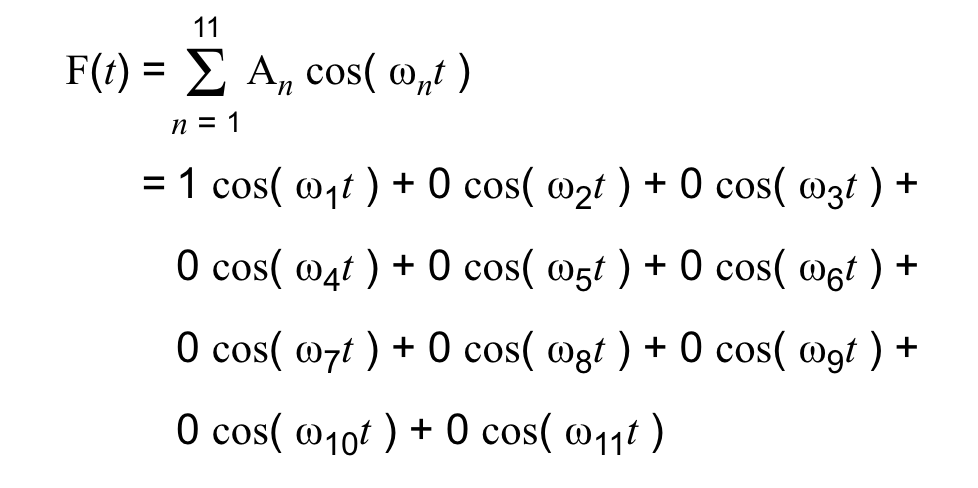 11
F(t) = ∑ Aₙ cos( ωₙt )
n = 1
= 1 cos( ω₁t ) + 0 cos( ω₂t ) + 0 cos( ω₃t ) +
0 cos( ω₄t ) + 0 cos( ω₅t ) + 0 cos( ω₆t ) +
0 cos( ω₇t ) + 0 cos( ω₈t ) + 0 cos( ω₉t ) +
0 cos( ω₁₀t ) + 0 cos( ω₁₁t )